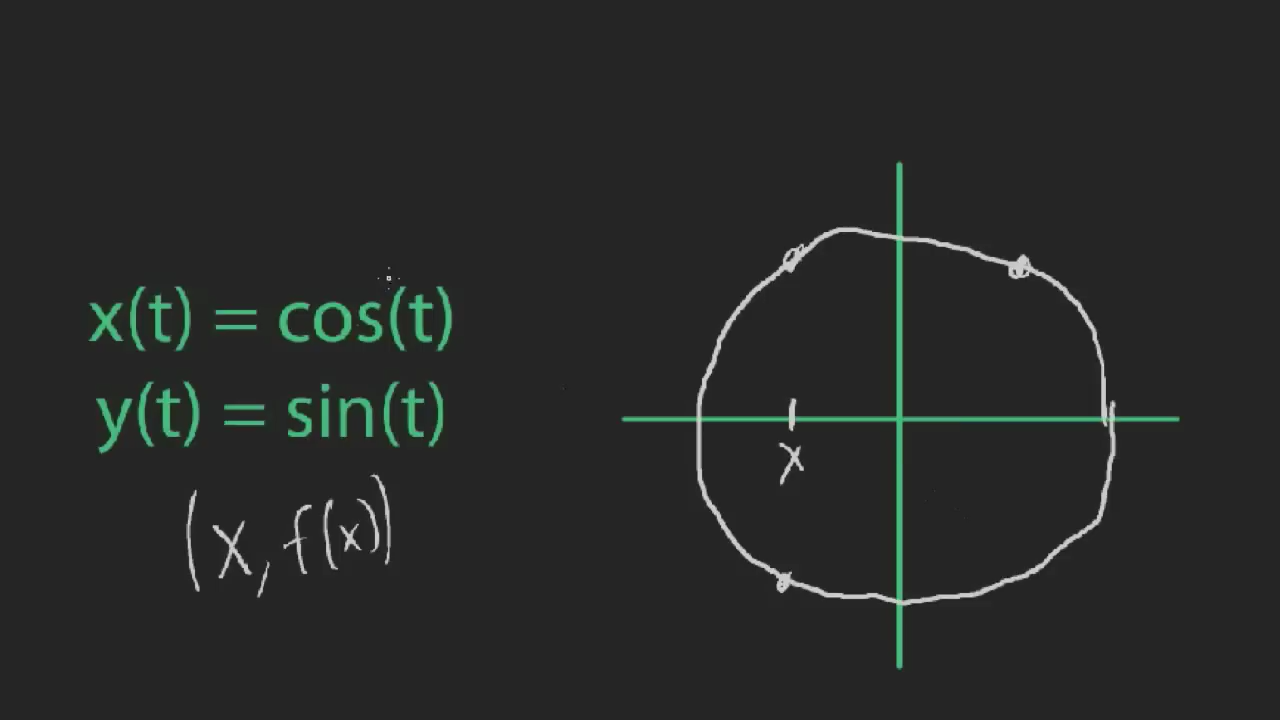 x(t) = cos(t)
y(t) = sin(t)
(x, f(x))
x